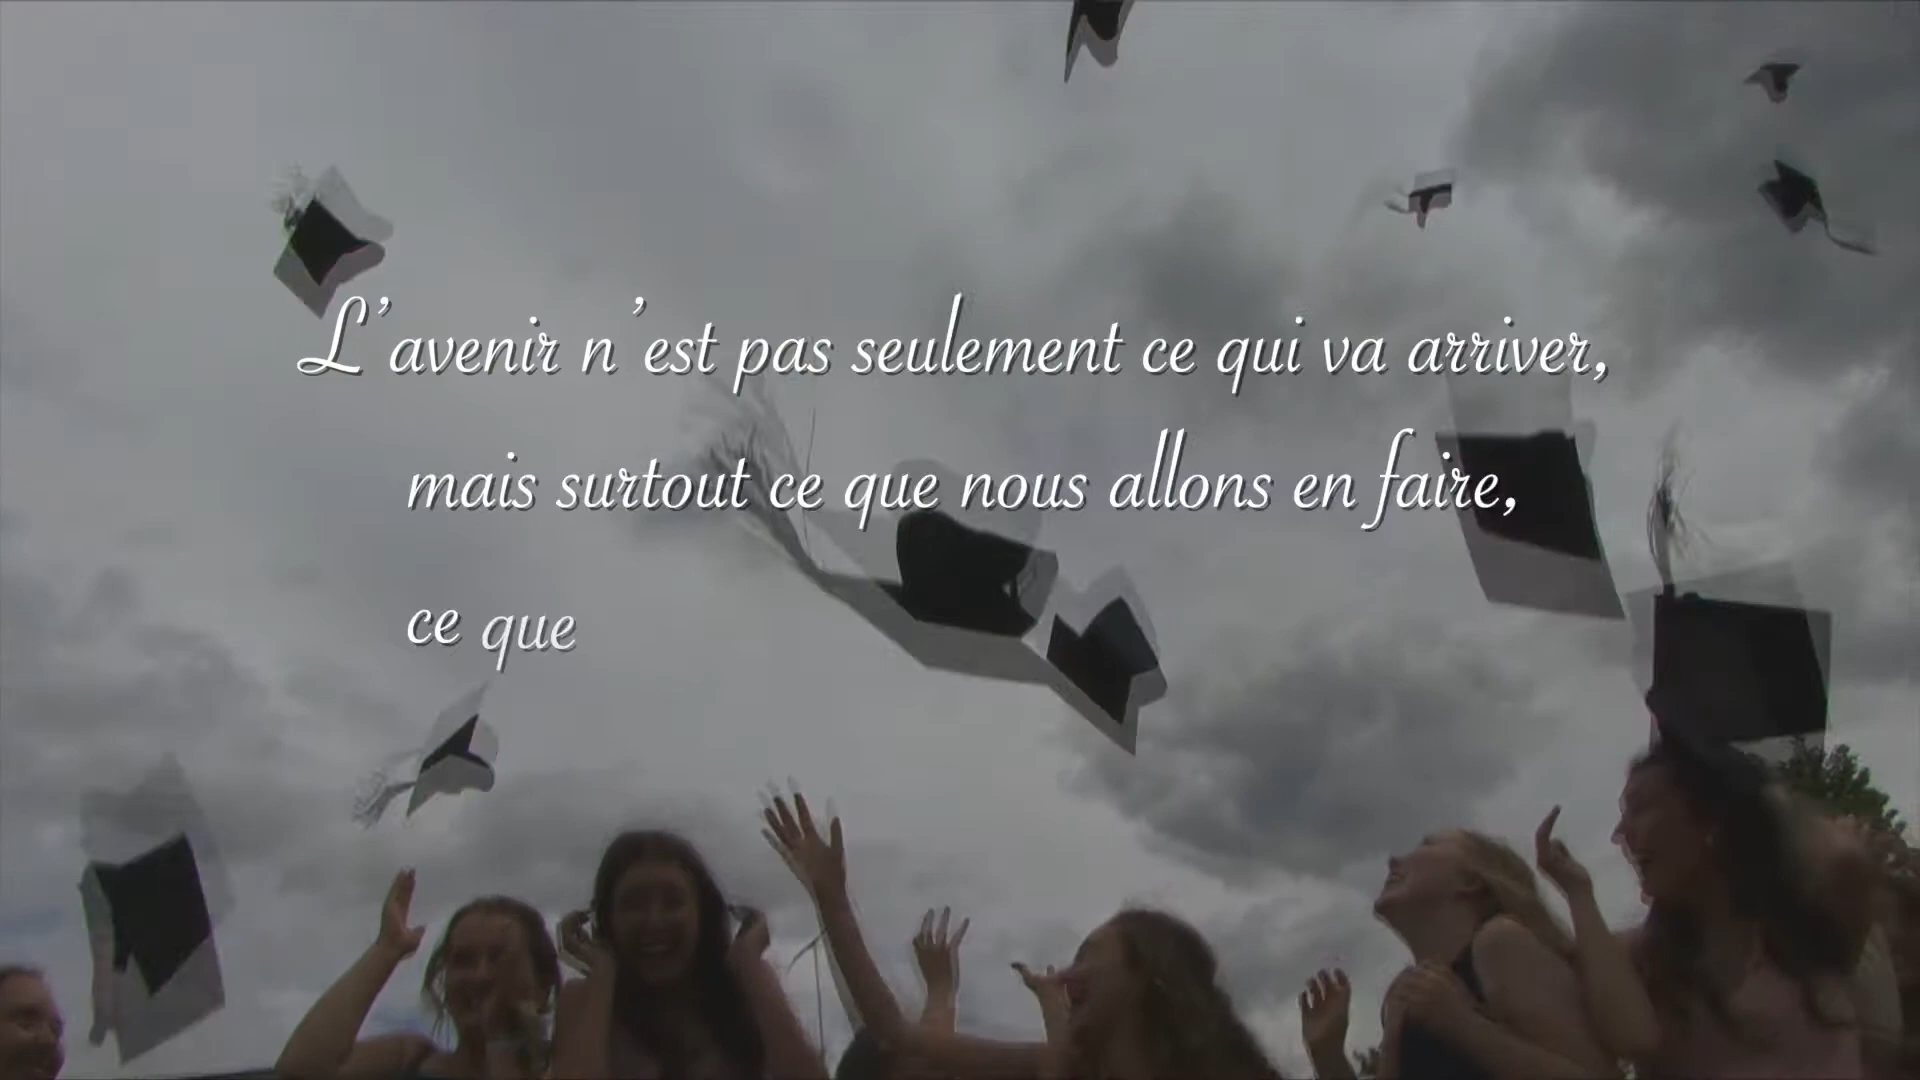 L'avenir n'est pas seulement ce qui va arriver,
mais surtout ce que nous allons en faire,
ce que